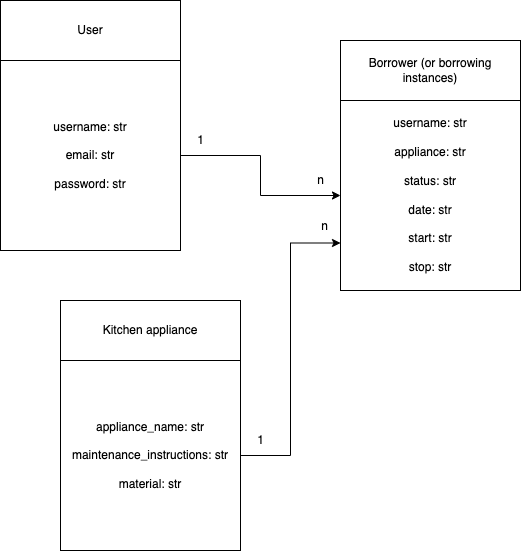 User
username: str
email: str
password: str
1
Borrower (or borrowing
instances)
username: str
appliance: str
status: str
date: str
start: str
stop: str
n
n
Kitchen appliance
appliance_name: str
maintenance_instructions: str
material: str
1